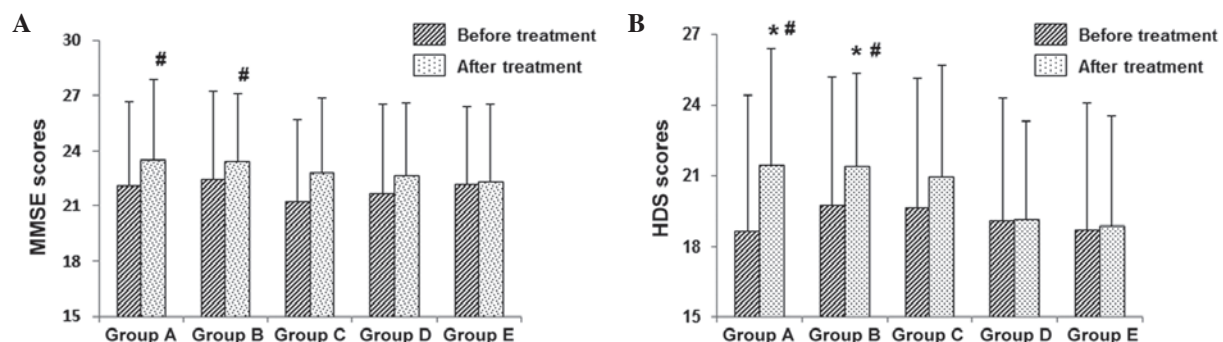 A
MMSE scores
30
27
24
21
18
15
# #
Before treatment
After treatment
Group A Group B Group C Group D Group E
B
HDS scores
27
24
21
18
15
* # * #
Before treatment
After treatment
Group A Group B Group C Group D Group E